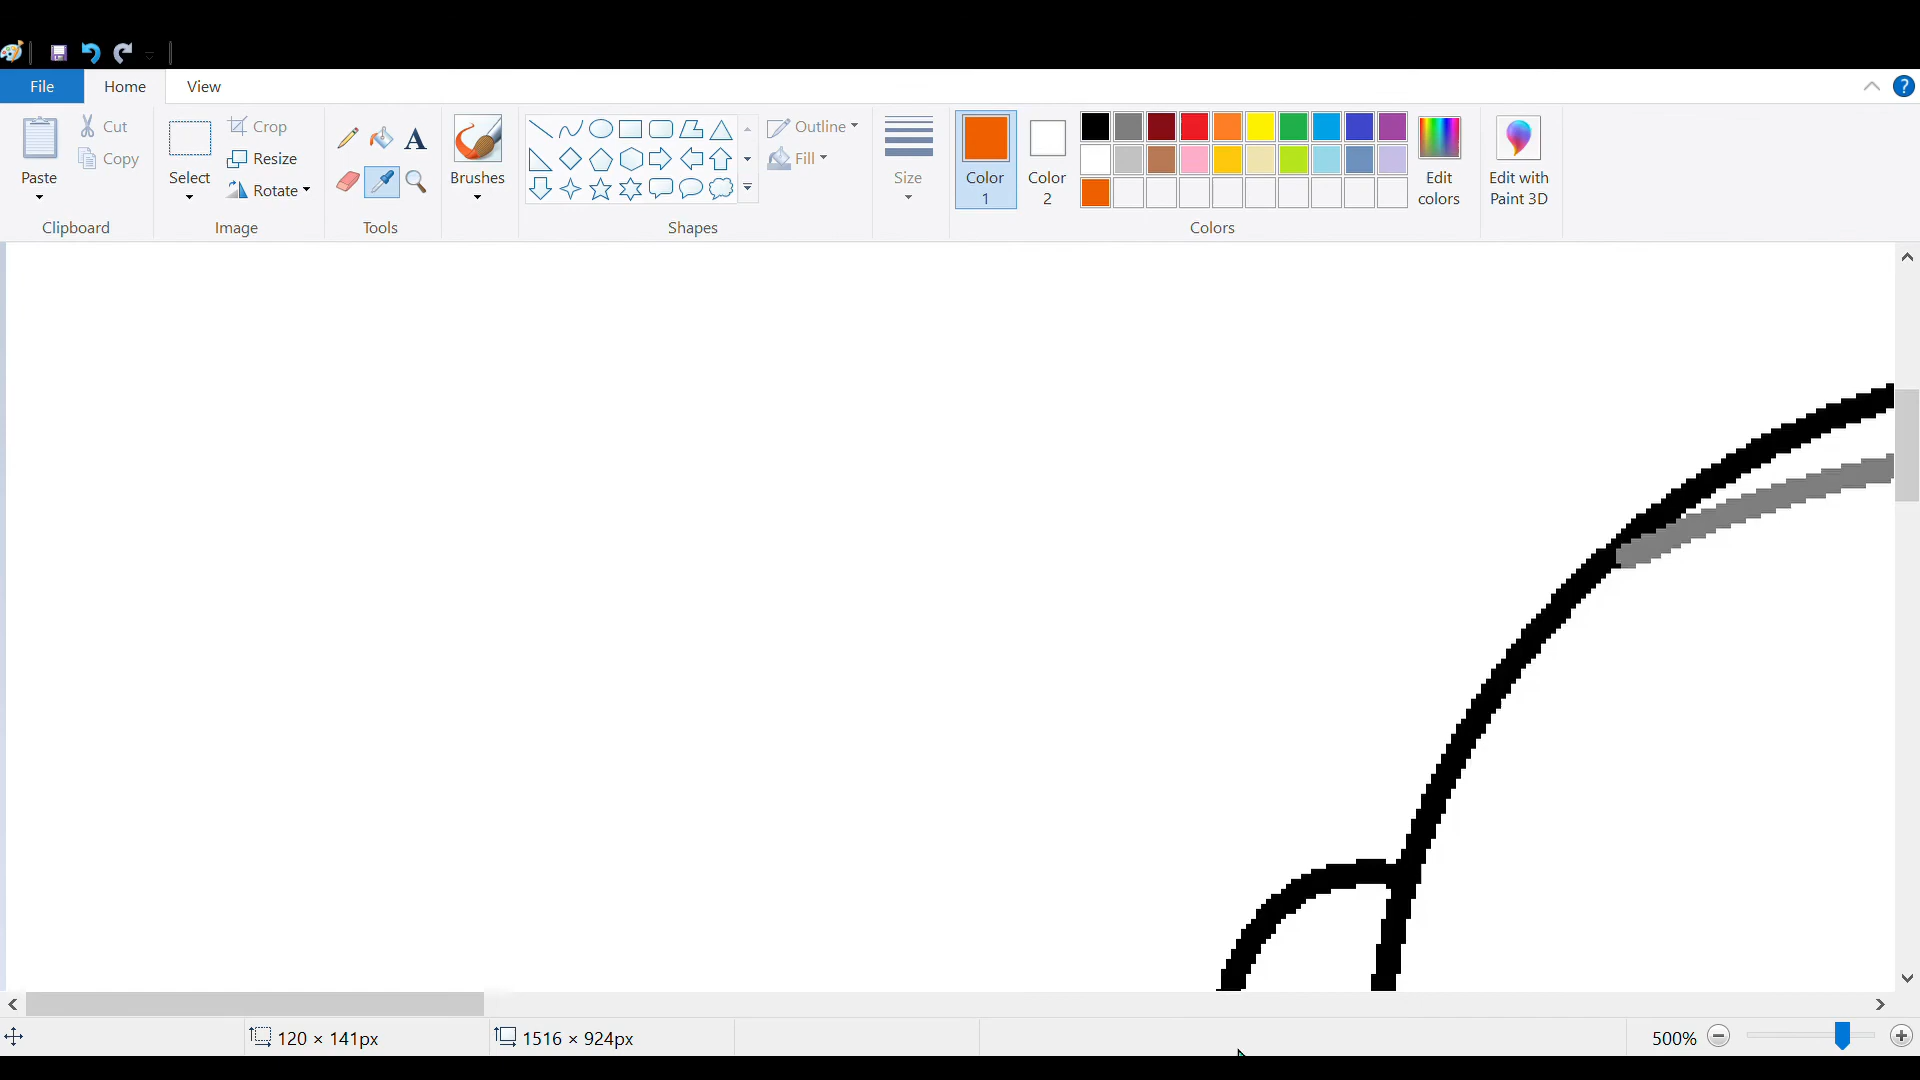 File Home View ?
Paste
Cut
Copy
Clipboard
Select
Crop
Resize
Rotate
Image
A
Tools
Brushes
Shapes
Outline
Fill
Size
Color
1
Color
2
Edit
colors
Colors
Edit with
Paint 3D
120 × 141px 1516 × 924px 500%